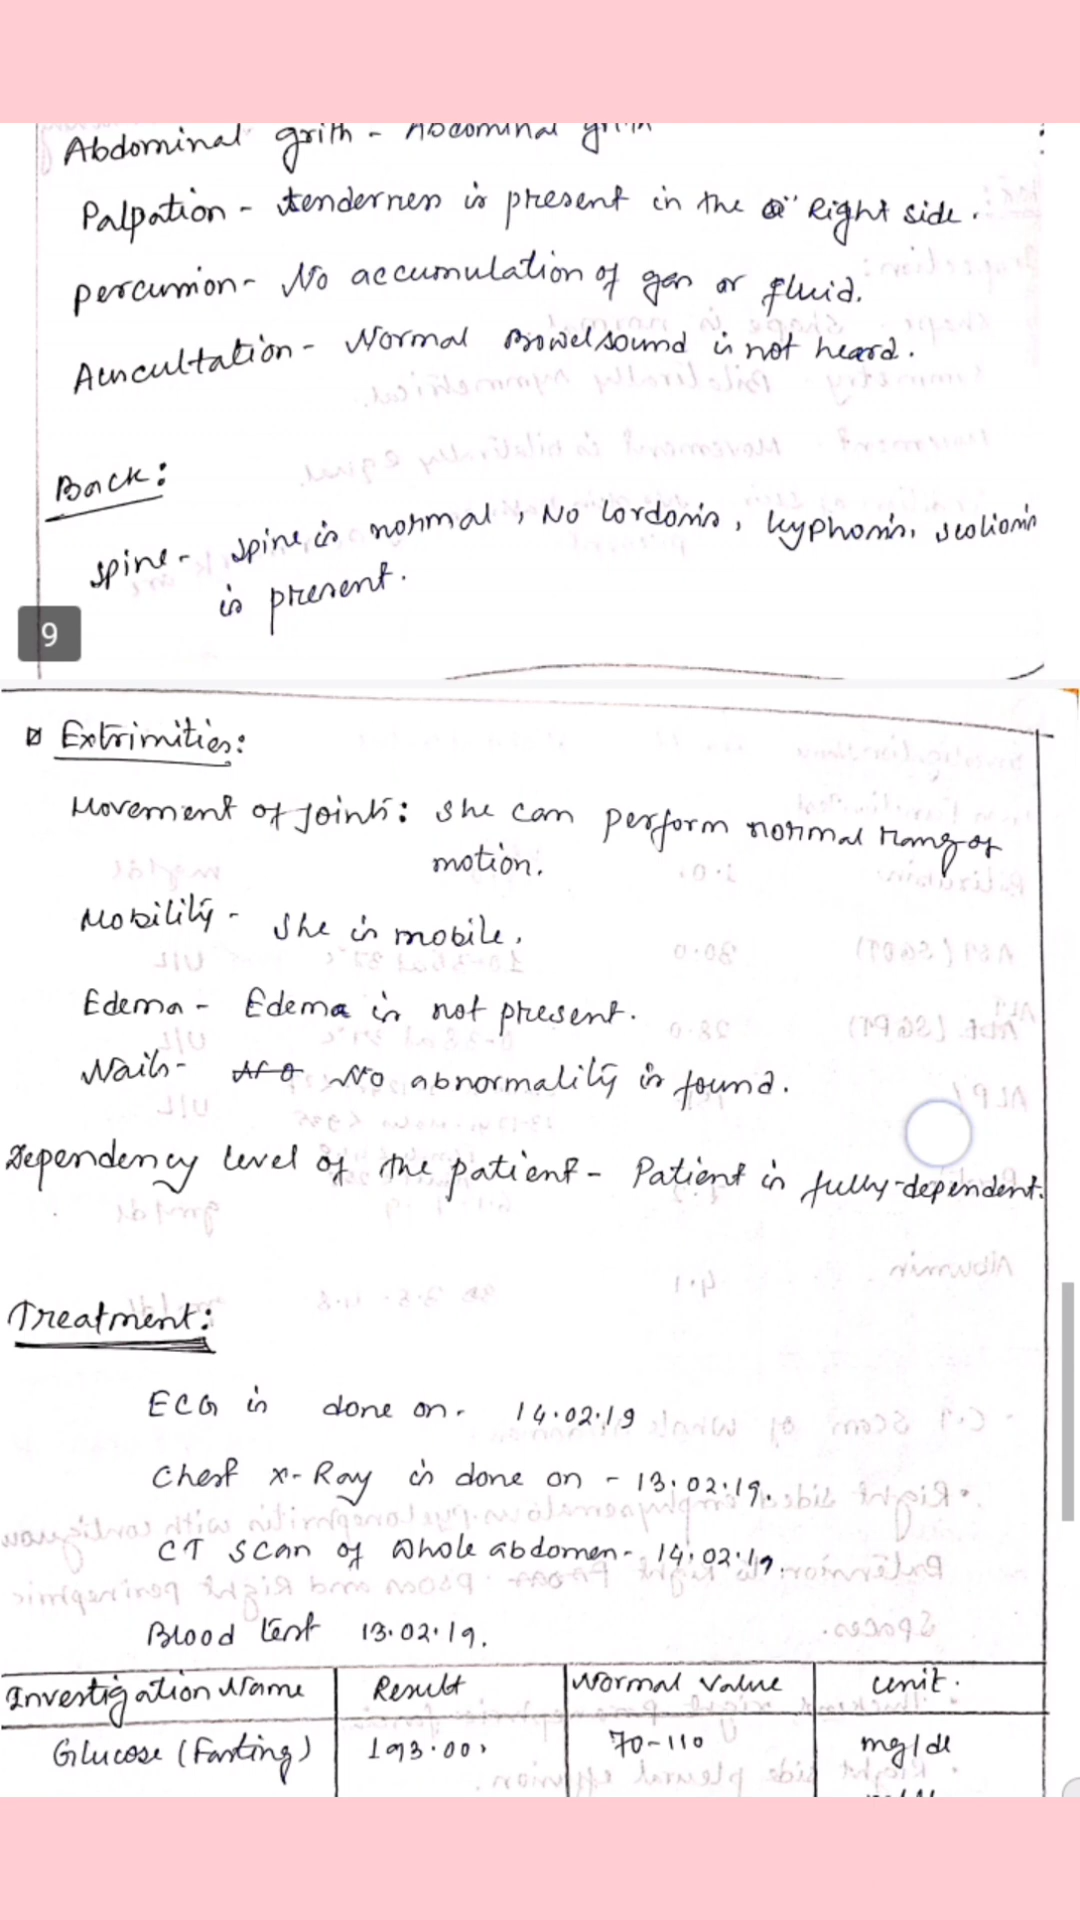 Abdominal grith - Abdominal grith
Palpation - tenderness is present in the Right side.
percussion - No accumulation of gas or fluid.
Auscultation - Normal Bowel sound is not heard.
Back:
spine - spine is normal, No lordosis, kyphosis, scoliosis
is present.
9
Extrimities:
Movement of joints: she can perform normal rang of
motion.
Mobility - she is mobile.
Edema - Edema is not present.
Nails - No abnormality is found.
Dependency level of the patient - Patient is fully-dependent.
Treatment:
ECG is done on - 14.02.19
Chest x-Ray is done on - 13.02.19.
CT scan of whole abdomen - 14.02.19.
Blood test 13.02.19.
Investigation Name Result Normal value unit.
Glucose (Fasting) 193.00. 70-110 mg/dl